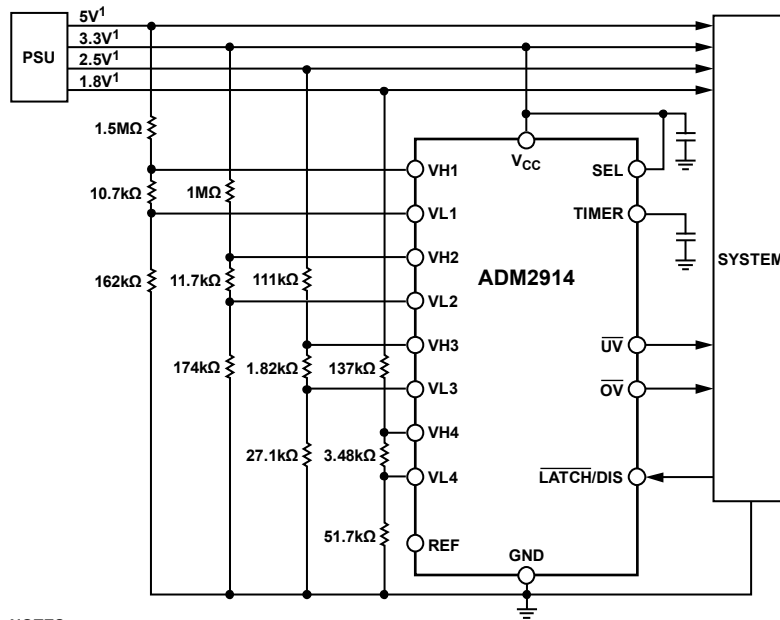 PSU
5V1
3.3V1
2.5V1
1.8V1
1.5MΩ
10.7kΩ
162kΩ
1MΩ
11.7kΩ
174kΩ
111kΩ
1.82kΩ
27.1kΩ
137kΩ
3.48kΩ
51.7kΩ
VH1
VL1
VH2
VL2
VH3
VL3
VH4
VL4
REF
VCC
ADM2914
GND
SEL
TIMER
UV
OV
LATCH/DIS
SYSTEM